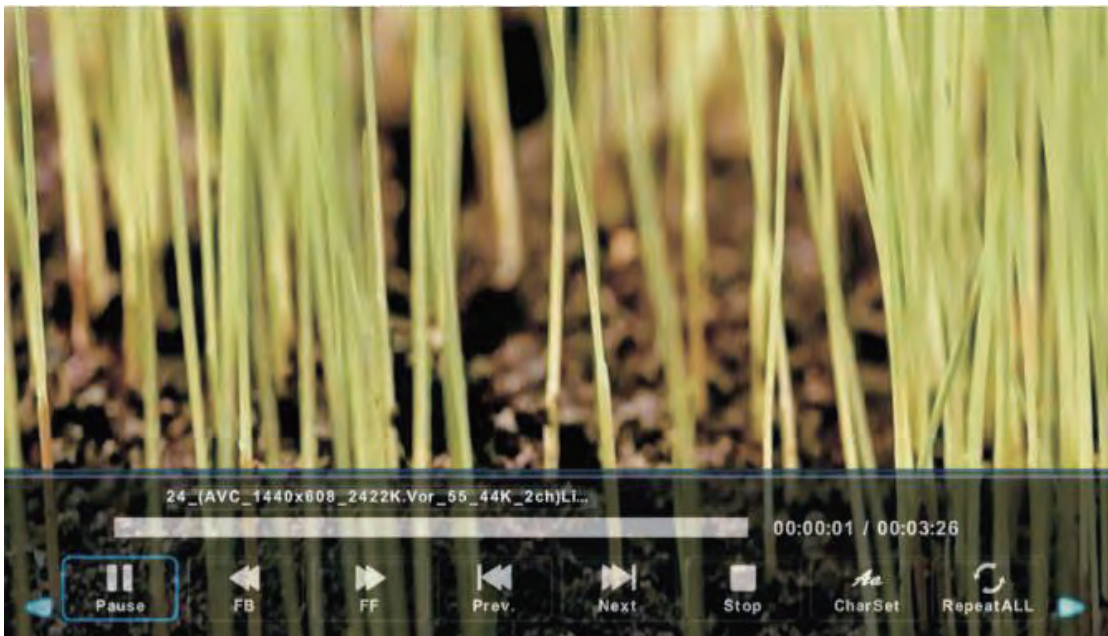 24_(AVC_1440x608_2422K.Vor_55_44K_2ch)Li...
00:00:01 / 00:03:26
Pause FB FF Prev. Next Stop CharSet RepeatALL